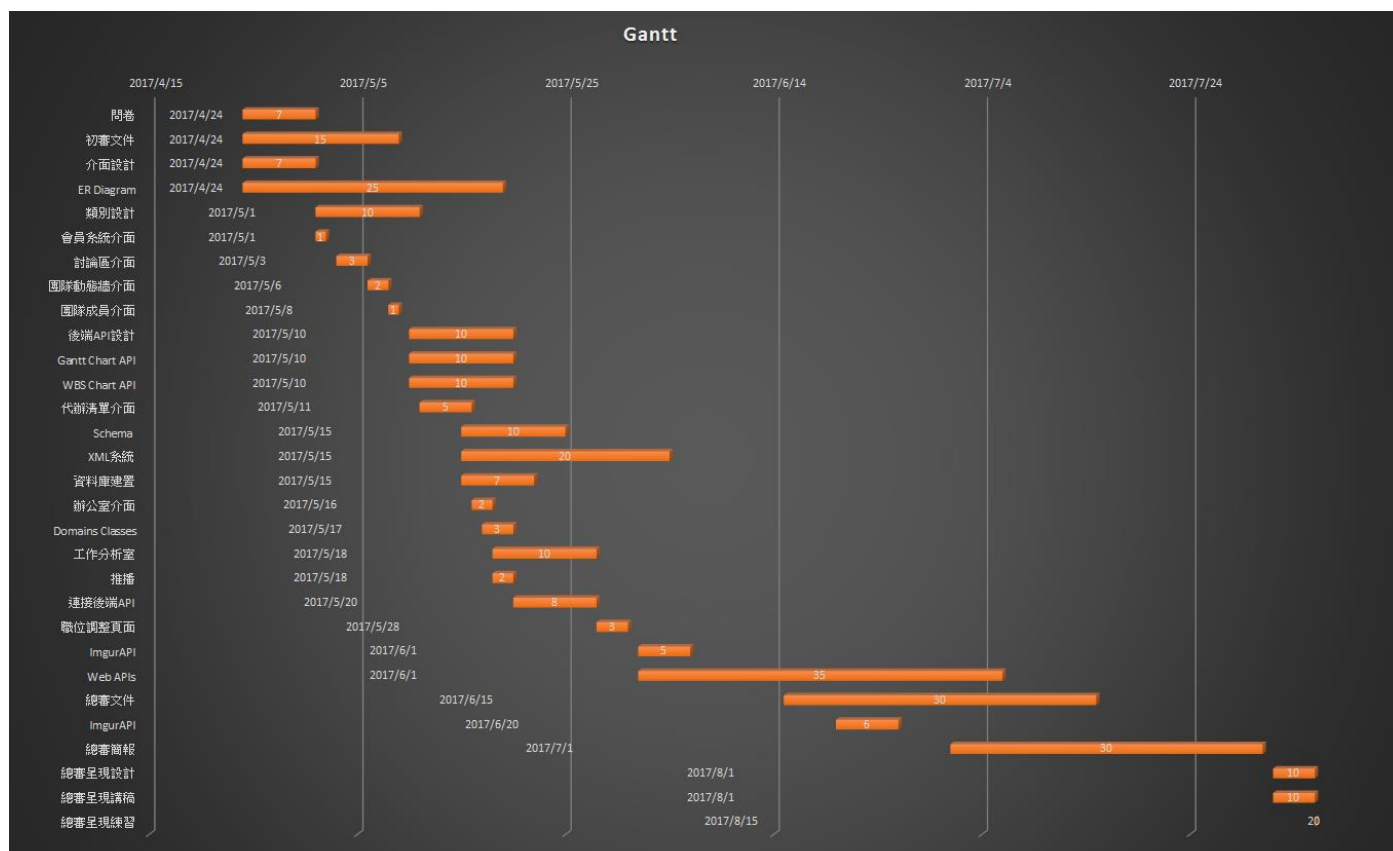 Gantt
2017/4/15 2017/5/5 2017/5/25 2017/6/14 2017/7/4 2017/7/24
問卷 2017/4/24 7
初審文件 2017/4/24 15
介面設計 2017/4/24 7
ER Diagram 2017/4/24 25
類別設計 2017/5/1 10
會員系統介面 2017/5/1 1
討論區介面 2017/5/3 3
團隊動態牆介面 2017/5/6 2
團隊成員介面 2017/5/8 1
後端API設計 2017/5/10 10
Gantt Chart API 2017/5/10 10
WBS Chart API 2017/5/10 10
代辦清單介面 2017/5/11 5
Schema 2017/5/15 10
XML系統 2017/5/15 20
資料庫建置 2017/5/15 7
辦公室介面 2017/5/16 2
Domains Classes 2017/5/17 3
工作分析室 2017/5/18 10
推播 2017/5/18 2
連接後端API 2017/5/20 8
職位調整頁面 2017/5/28 3
ImgurAPI 2017/6/1 5
Web APIs 2017/6/1 35
總審文件 2017/6/15 30
ImgurAPI 2017/6/20 6
總審簡報 2017/7/1 30
總審呈現設計 2017/8/1 10
總審呈現講稿 2017/8/1 10
總審呈現練習 2017/8/15 20